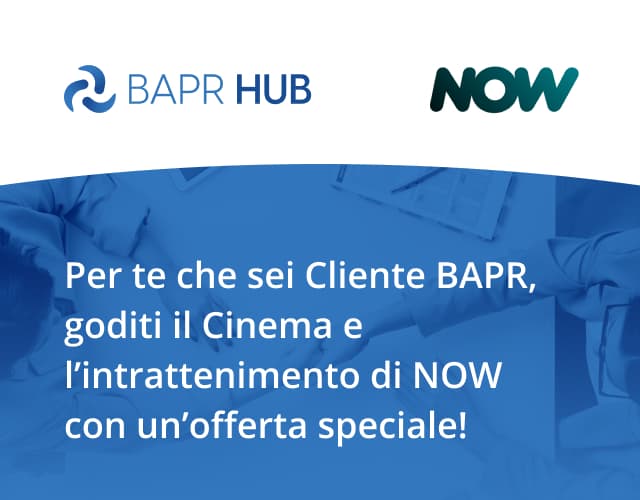 BAPR HUB
NOW
Per te che sei Cliente BAPR,
goditi il Cinema e
l’intrattenimento di NOW
con un’offerta speciale!